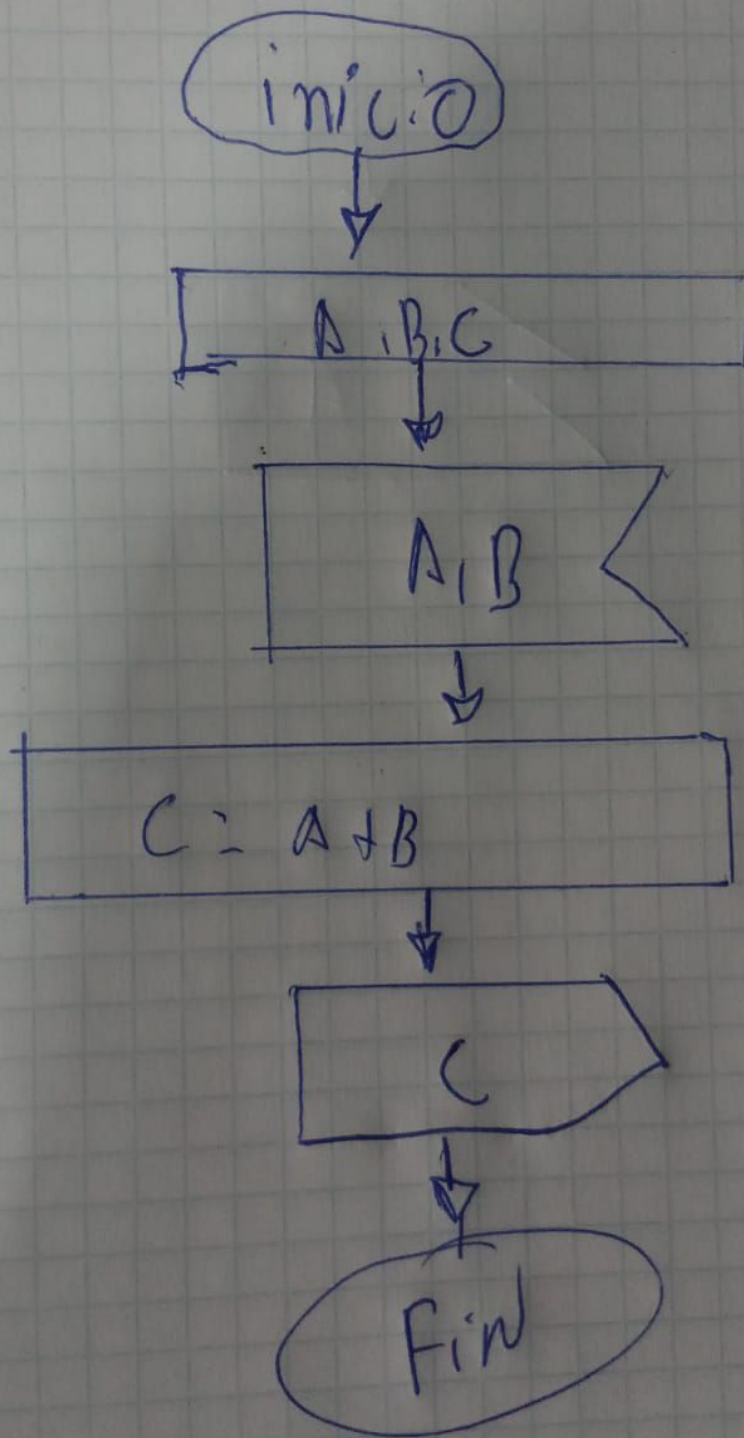 inicio
A, B, C
A, B
C = A + B
C
Fin